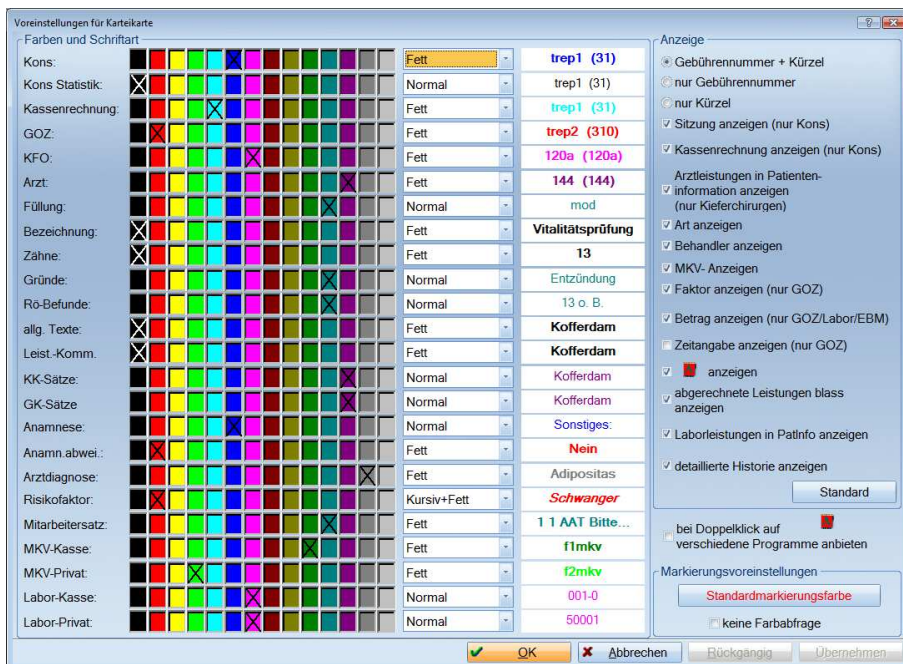 Voreinstellungen für Karteikarte
Farben und Schriftart
Kons: Fett trep1 (31)
Kons Statistik: Normal trep1 (31)
Kassenrechnung: Fett trep1 (31)
GOZ: Fett trep2 (310)
KFO: Fett 120a (120a)
Arzt: Fett 144 (144)
Füllung: Normal mod
Bezeichnung: Fett Vitalitätsprüfung
Zähne: Fett 13
Gründe: Normal Entzündung
Rö-Befunde: Normal 13 o. B.
allg. Texte: Fett Kofferdam
Leist.-Komm. Fett Kofferdam
KK-Sätze: Normal Kofferdam
GK-Sätze Normal Kofferdam
Anamnese: Normal Sonstiges:
Anamn.abwei.: Fett Nein
Arztdiagnose: Fett Adipositas
Risikofaktor: Kursiv+Fett Schwanger
Mitarbeitersatz: Fett 1 1 AAT Bitte...
MKV-Kasse: Fett f1mkv
MKV-Privat: Fett f2mkv
Labor-Kasse: Normal 001-0
Labor-Privat: Normal 50001
Anzeige
Gebührennummer + Kürzel
nur Gebührennummer
nur Kürzel
Sitzung anzeigen (nur Kons)
Kassenrechnung anzeigen (nur Kons)
Arztleistungen in Patienten-
information anzeigen
(nur Kieferchirurgen)
Art anzeigen
Behandler anzeigen
MKV- Anzeigen
Faktor anzeigen (nur GOZ)
Betrag anzeigen (nur GOZ/Labor/EBM)
Zeitangabe anzeigen (nur GOZ)
anzeigen
abgerechnete Leistungen blass
anzeigen
Laborleistungen in PatInfo anzeigen
detaillierte Historie anzeigen
Standard
bei Doppelklick auf
verschiedene Programme anbieten
Markierungsvoreinstellungen
Standardmarkierungsfarbe
keine Farbabfrage
OK Abbrechen Rückgängig Übernehmen